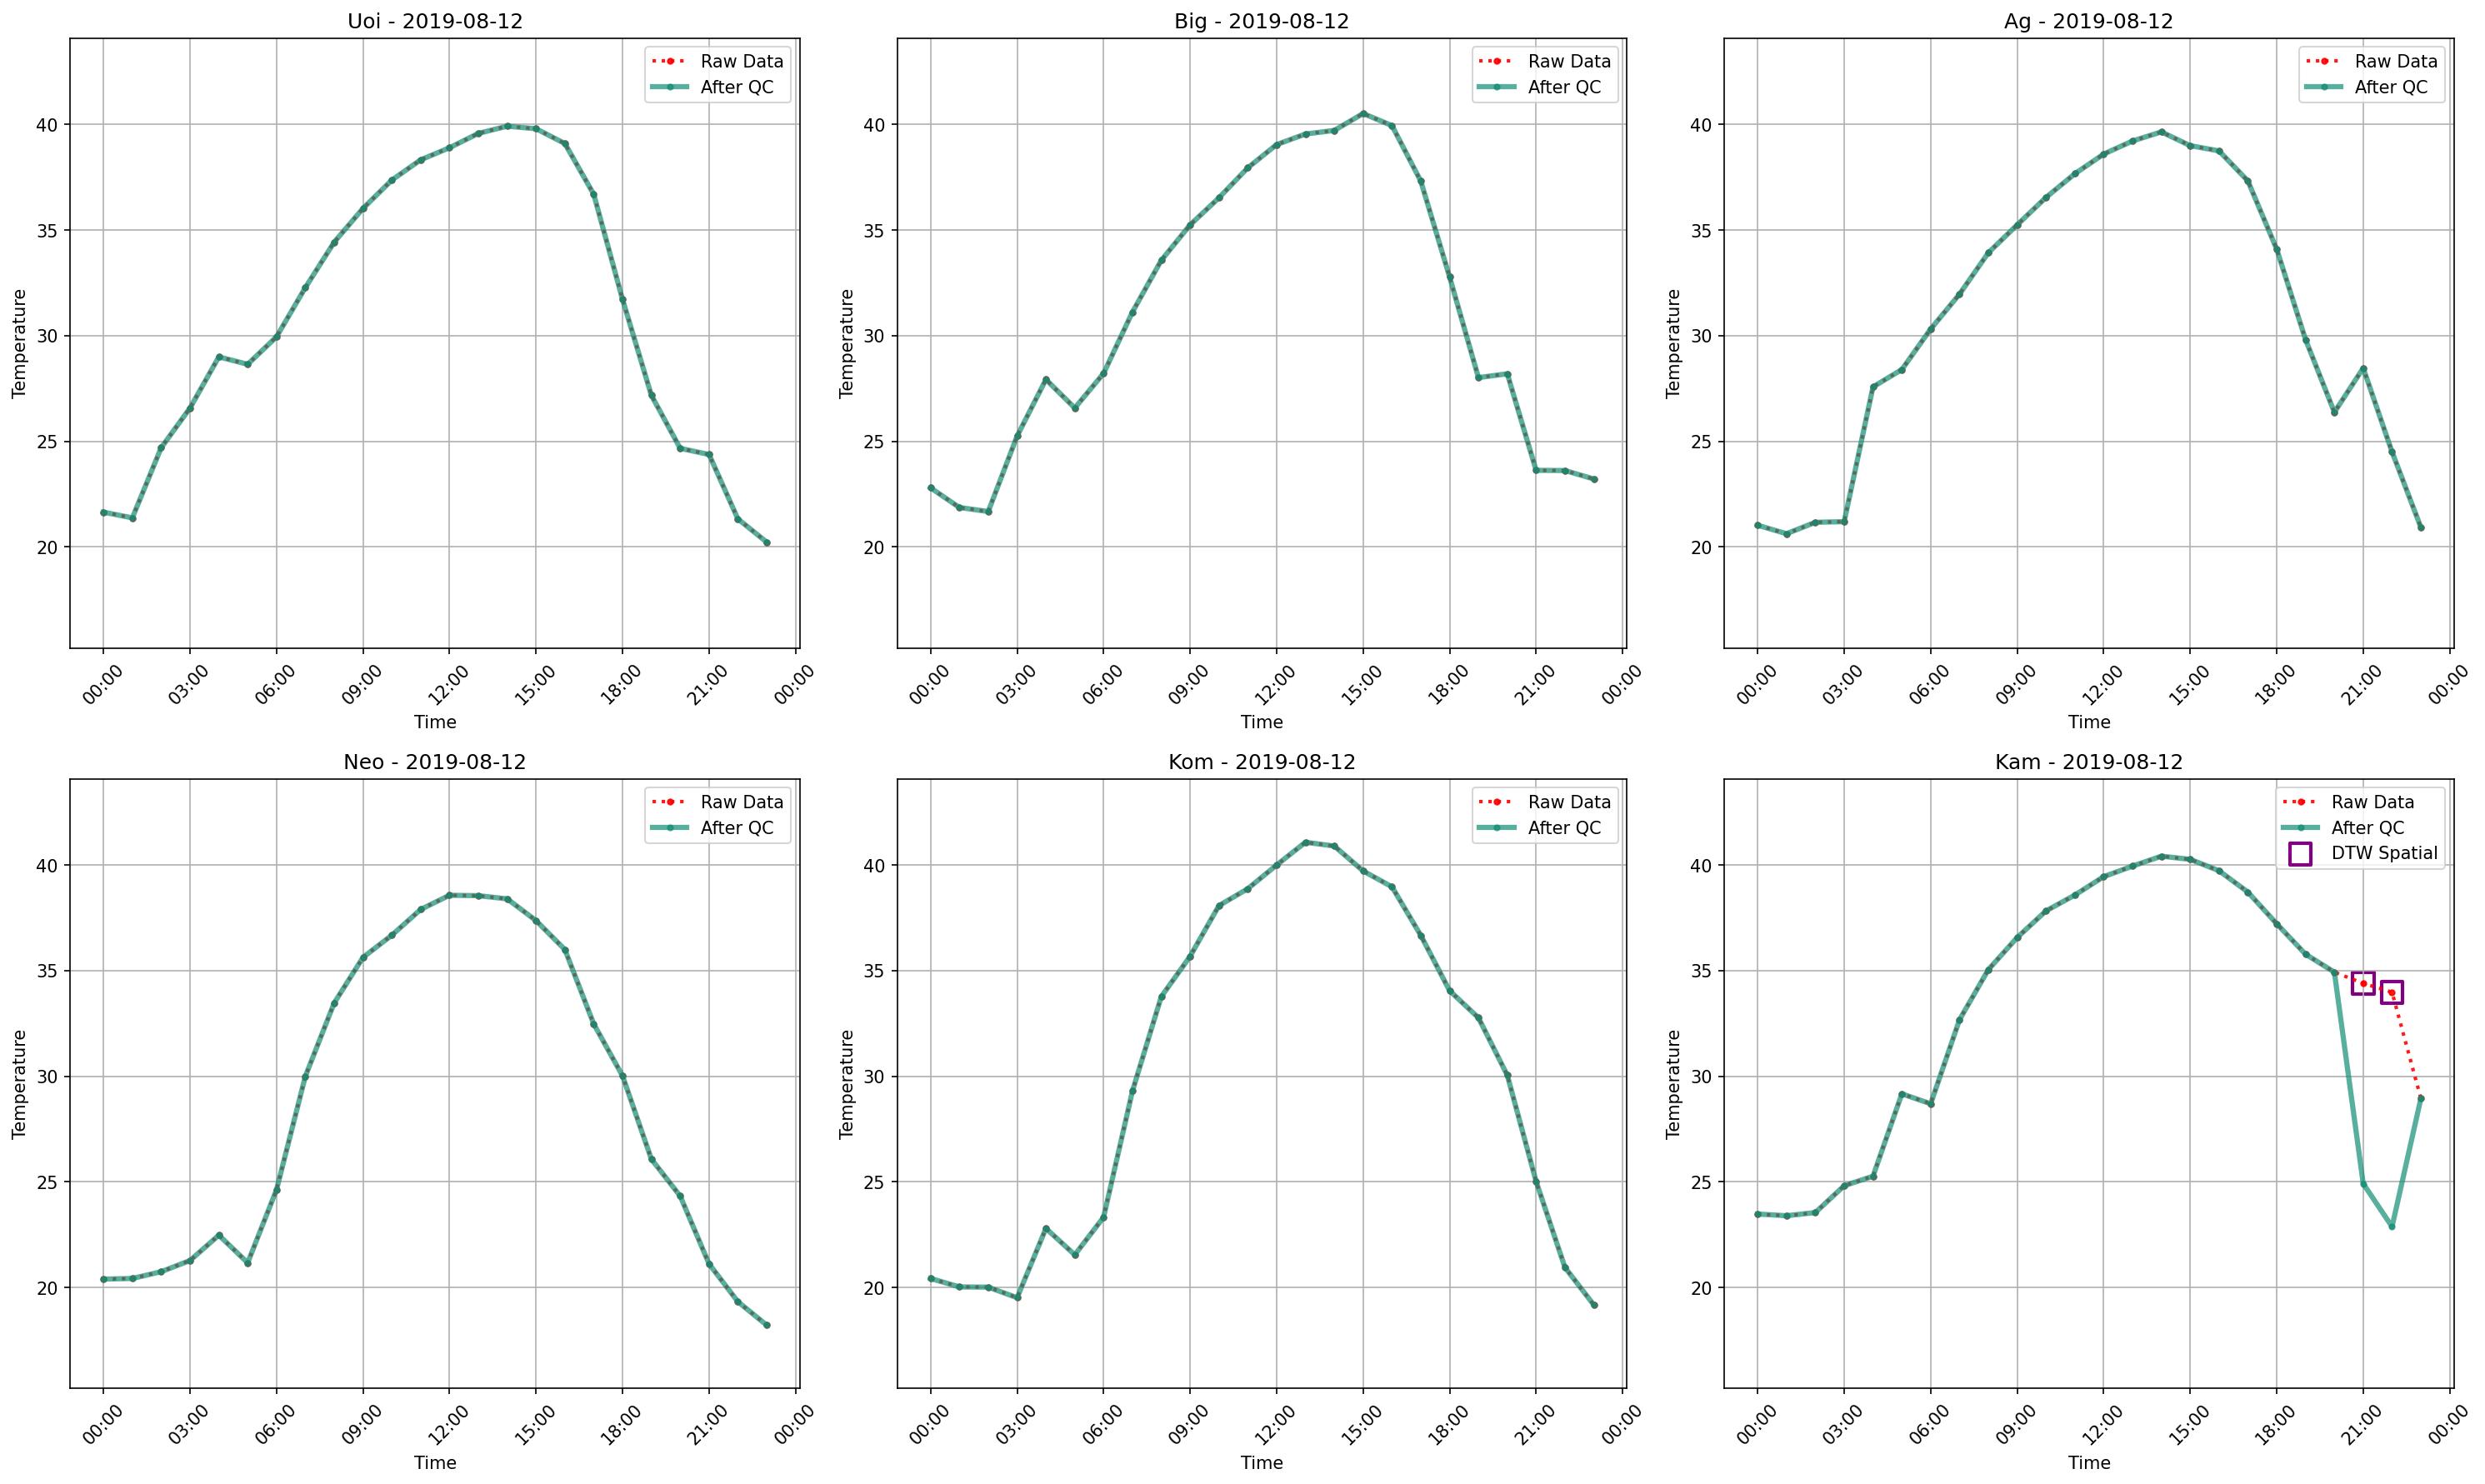 Uoi - 2019-08-12
Raw Data
After QC
Temperature
40
35
30
25
20
00:00
03:00
06:00
09:00
12:00
15:00
18:00
21:00
00:00
Time
Big - 2019-08-12
Raw Data
After QC
Temperature
40
35
30
25
20
00:00
03:00
06:00
09:00
12:00
15:00
18:00
21:00
00:00
Time
Ag - 2019-08-12
Raw Data
After QC
Temperature
40
35
30
25
20
00:00
03:00
06:00
09:00
12:00
15:00
18:00
21:00
00:00
Time
Neo - 2019-08-12
Raw Data
After QC
Temperature
40
35
30
25
20
00:00
03:00
06:00
09:00
12:00
15:00
18:00
21:00
00:00
Time
Kom - 2019-08-12
Raw Data
After QC
Temperature
40
35
30
25
20
00:00
03:00
06:00
09:00
12:00
15:00
18:00
21:00
00:00
Time
Kam - 2019-08-12
Raw Data
After QC
DTW Spatial
Temperature
40
35
30
25
20
00:00
03:00
06:00
09:00
12:00
15:00
18:00
21:00
00:00
Time